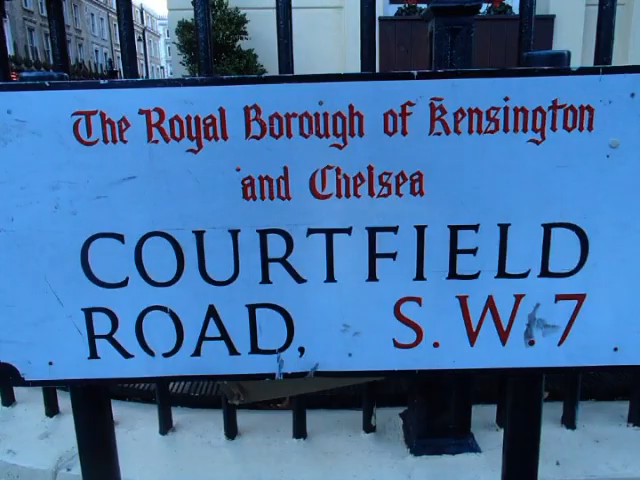 The Royal Borough of Kensington
and Chelsea
COURTFIELD
ROAD, S.W.7